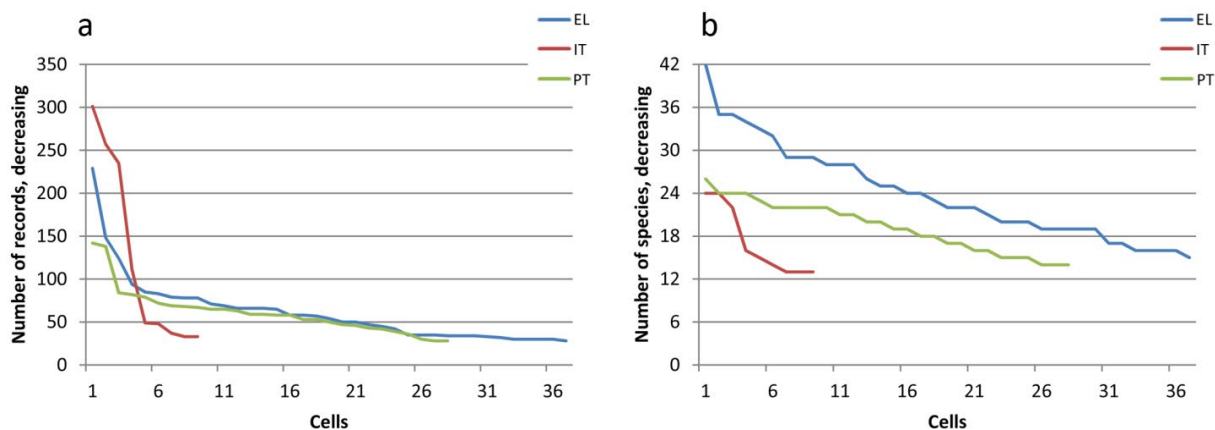 a
EL
IT
PT
Number of records, decreasing
350
300
250
200
150
100
50
0
1 6 11 16 21 26 31 36
Cells
b
EL
IT
PT
Number of species, decreasing
42
36
30
24
18
12
6
0
1 6 11 16 21 26 31 36
Cells